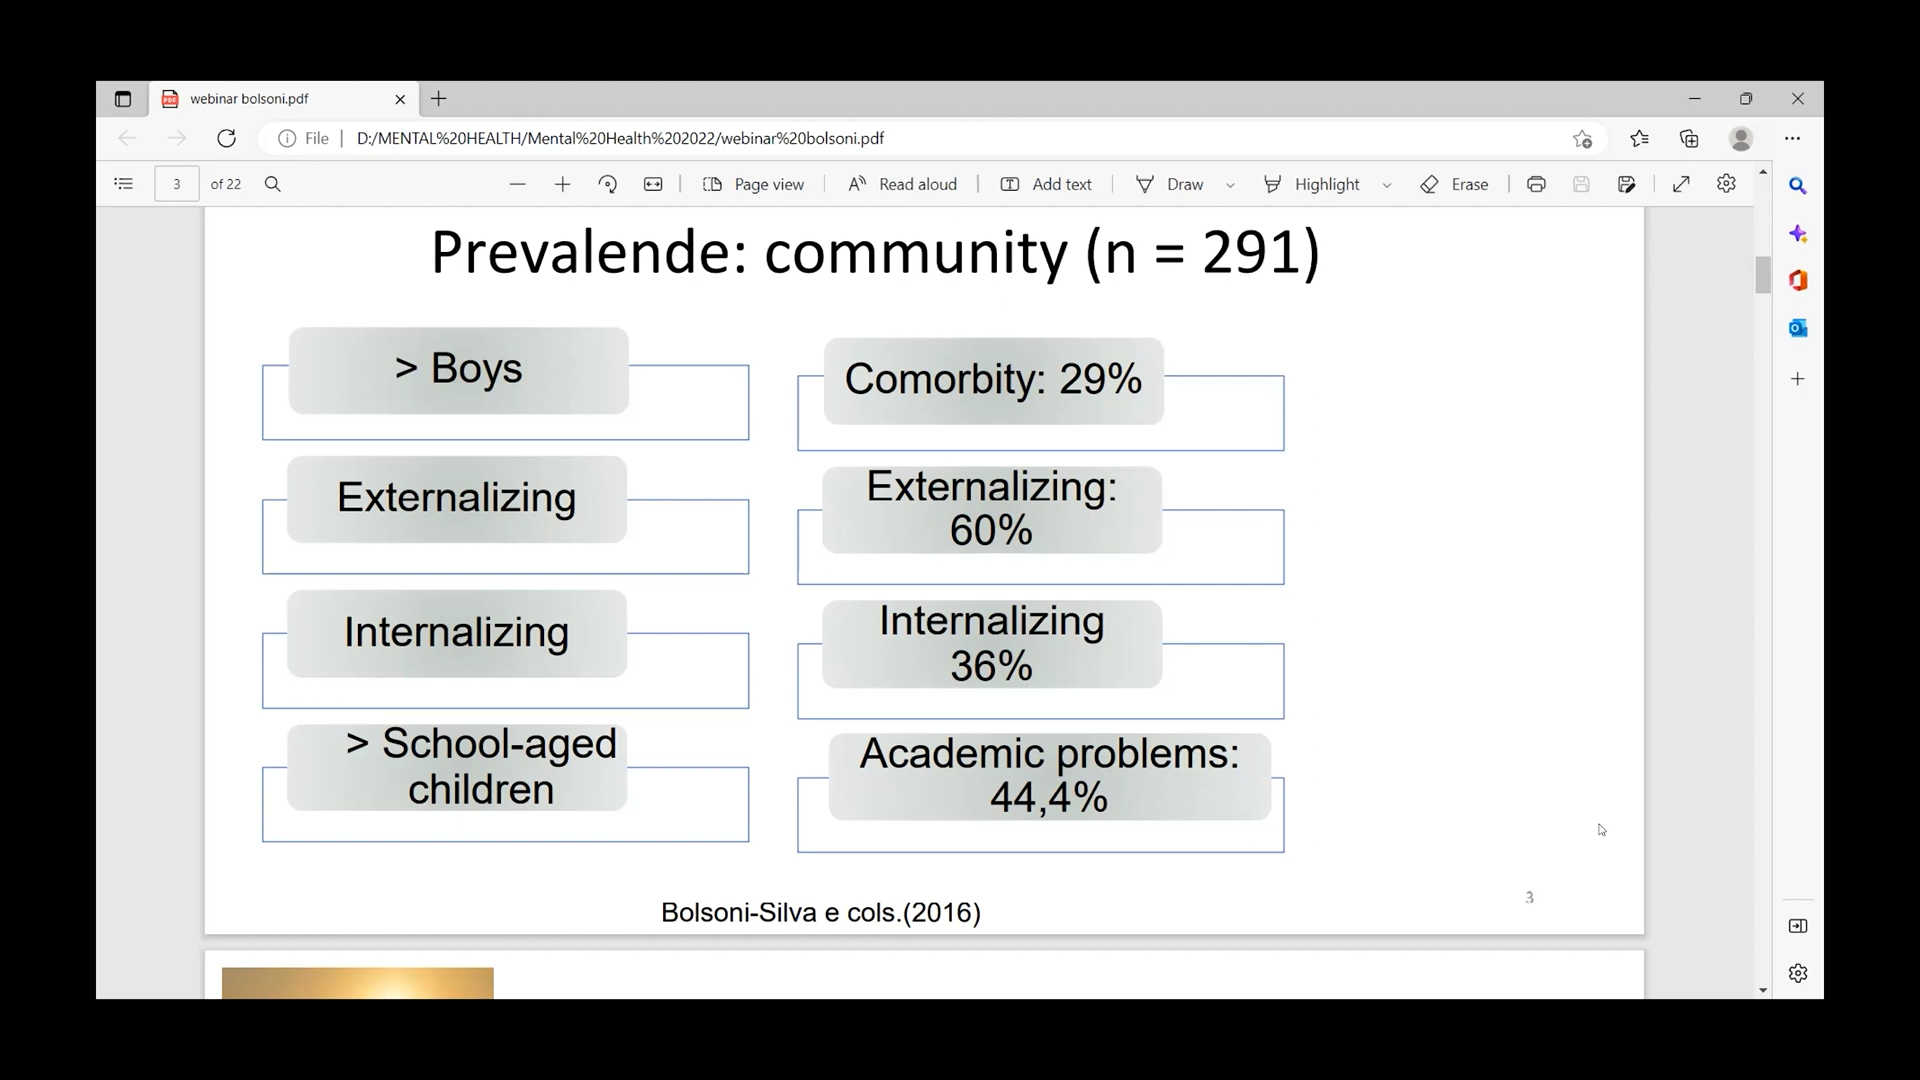 webinar bolsoni.pdf
File
D:/MENTAL%20HEALTH/Mental%20Health%202022/webinar%20bolsoni.pdf
3 of 22
Page view
Read aloud
Add text
Draw
Highlight
Erase
Prevalende: community (n = 291)
> Boys
Externalizing
Internalizing
> School-aged
children
Comorbity: 29%
Externalizing:
60%
Internalizing
36%
Academic problems:
44,4%
Bolsoni-Silva e cols.(2016)
3